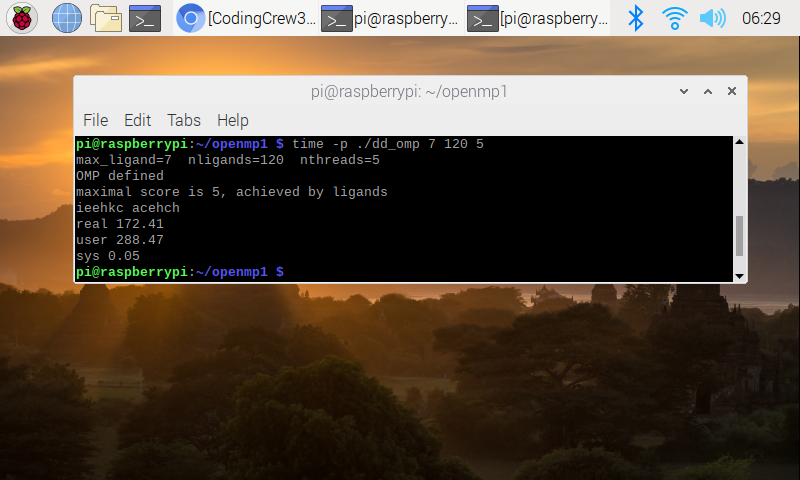 [CodingCrew3...
pi@raspberry...
[pi@raspberry...
06:29
pi@raspberrypi: ~/openmp1
File Edit Tabs Help
pi@raspberrypi:~/openmp1 $ time -p ./dd_omp 7 120 5
max_ligand=7  nligands=120  nthreads=5
OMP defined
maximal score is 5, achieved by ligands
ieehkc acehch
real 172.41
user 288.47
sys 0.05
pi@raspberrypi:~/openmp1 $